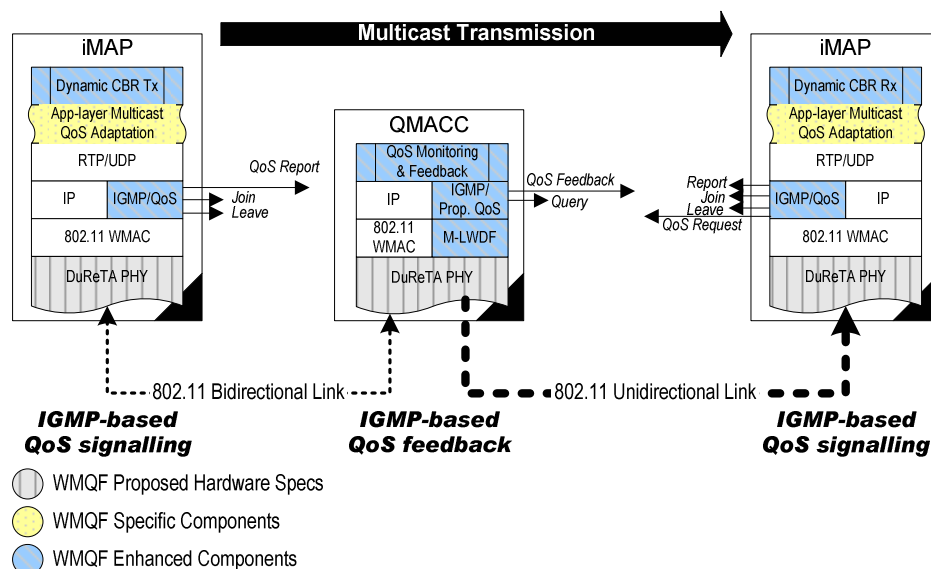 Multicast Transmission
iMAP
Dynamic CBR Tx
App-layer Multicast
QoS Adaptation
RTP/UDP
IP
IGMP/QoS
802.11 WMAC
DuReTA PHY
QoS Report
Join
Leave
QMACC
QoS Monitoring
& Feedback
IP
IGMP/
Prop. QoS
802.11
WMAC
M-LWDF
DuReTA PHY
QoS Feedback
Query
iMAP
Dynamic CBR Rx
App-layer Multicast
QoS Adaptation
RTP/UDP
IGMP/QoS
IP
802.11 WMAC
DuReTA PHY
Report
Join
Leave
QoS Request
802.11 Bidirectional Link
802.11 Unidirectional Link
IGMP-based
QoS signalling
IGMP-based
QoS feedback
IGMP-based
QoS signalling
WMQF Proposed Hardware Specs
WMQF Specific Components
WMQF Enhanced Components